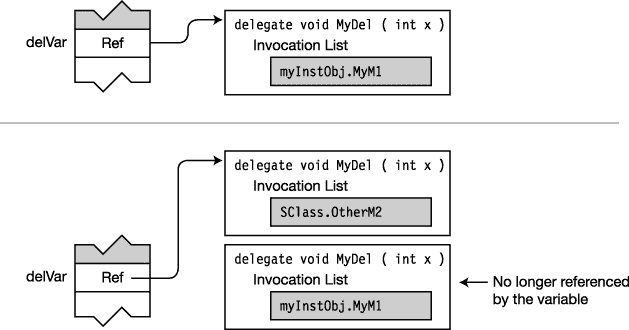 delVar
Ref
delegate void MyDel ( int x )
Invocation List
myInstObj.MyM1
delegate void MyDel ( int x )
Invocation List
SClass.OtherM2
delVar
Ref
delegate void MyDel ( int x )
Invocation List
myInstObj.MyM1
No longer referenced
by the variable